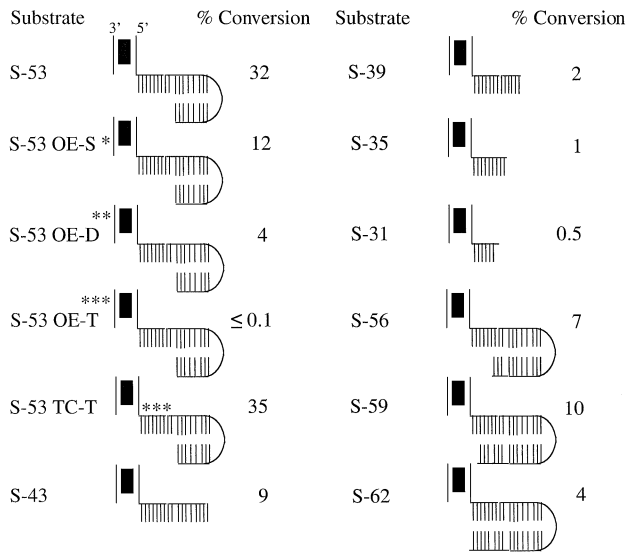 Substrate % Conversion Substrate % Conversion
3' 5'
S-53 32 S-39 2
S-53 OE-S * 12 S-35 1
**
S-53 OE-D 4 S-31 0.5
***
S-53 OE-T ≤ 0.1 S-56 7
S-53 TC-T *** 35 S-59 10
S-43 9 S-62 4